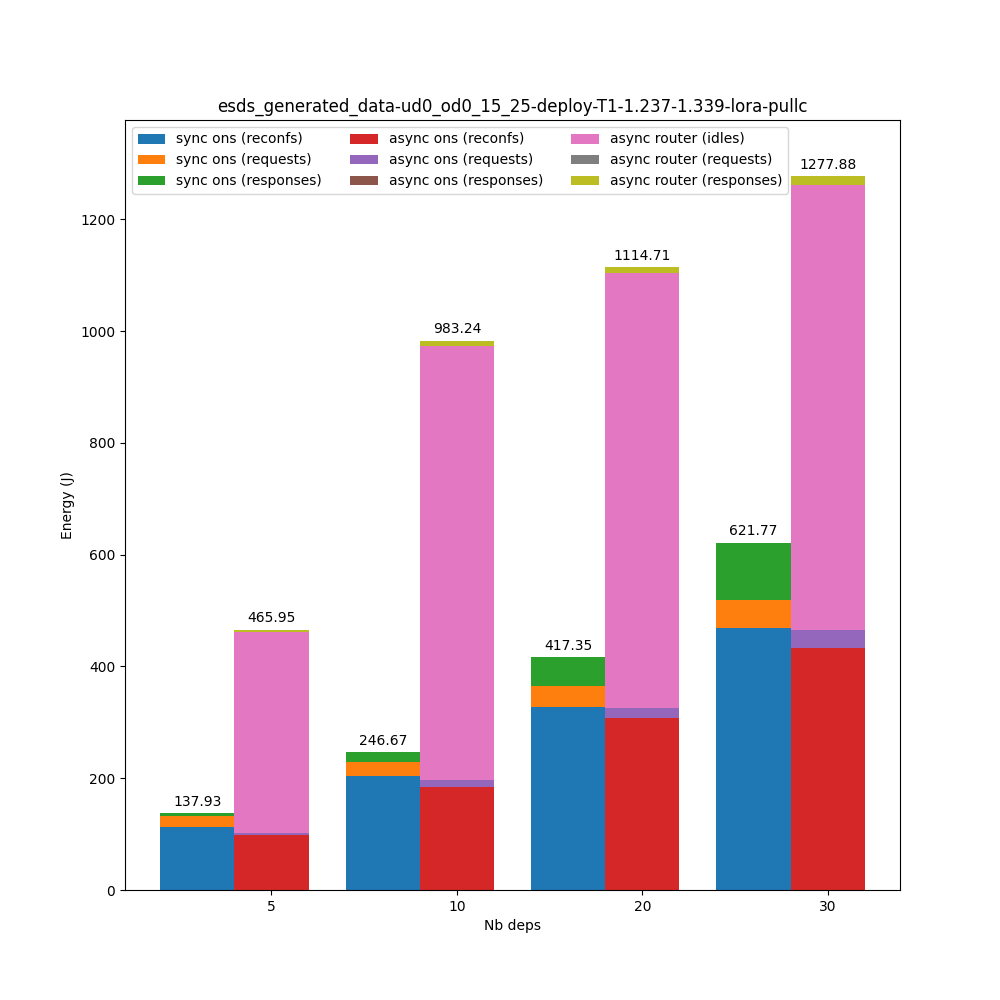 esds_generated_data-ud0_od0_15_25-deploy-T1-1.237-1.339-lora-pullc
sync ons (reconfs) async ons (reconfs) async router (idles)
sync ons (requests) async ons (requests) async router (requests)
sync ons (responses) async ons (responses) async router (responses)
1277.88
1200
1114.71
1000
983.24
800
Energy (J)
621.77
600
465.95
417.35
400
246.67
200
137.93
0
5 10 20 30
Nb deps